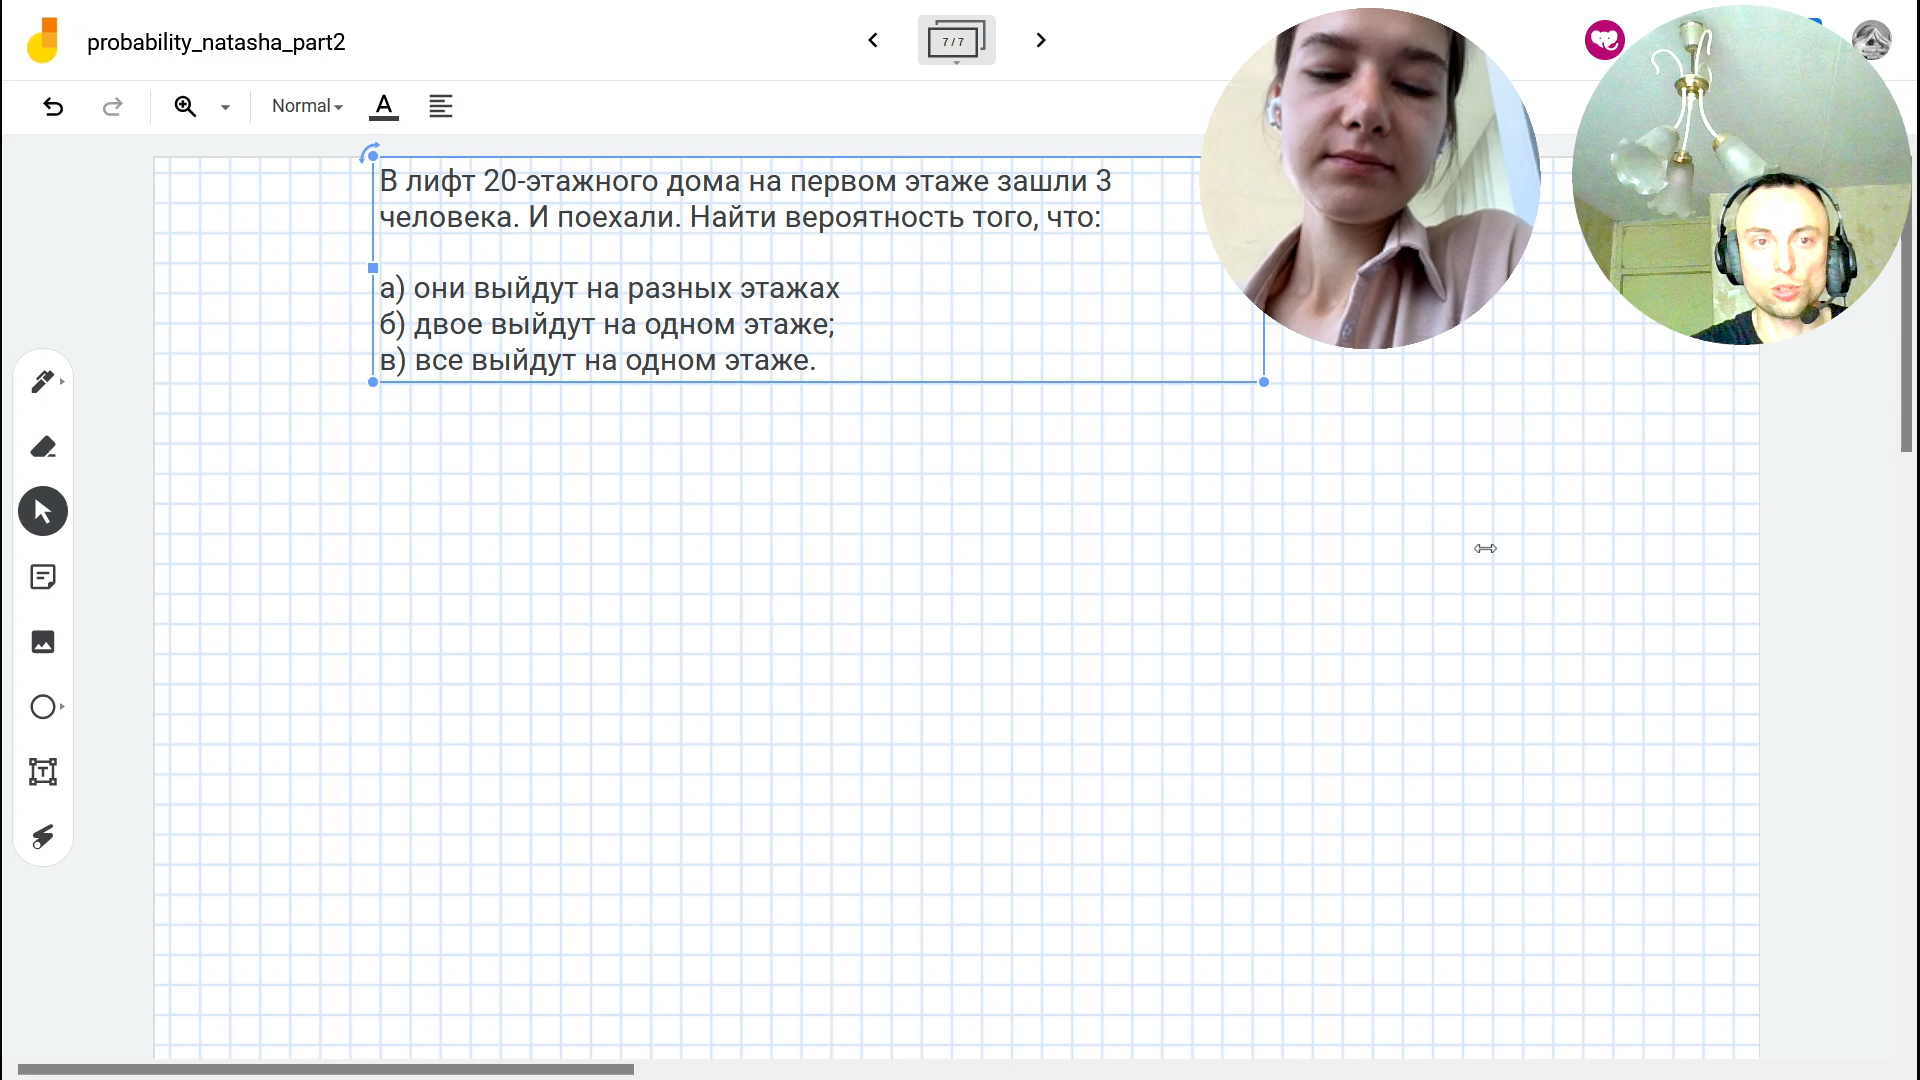 probability_natasha_part2
7 / 7
Normal
A
В лифт 20-этажного дома на первом этаже зашли 3
человека. И поехали. Найти вероятность того, что:
а) они выйдут на разных этажах
б) двое выйдут на одном этаже;
в) все выйдут на одном этаже.
T